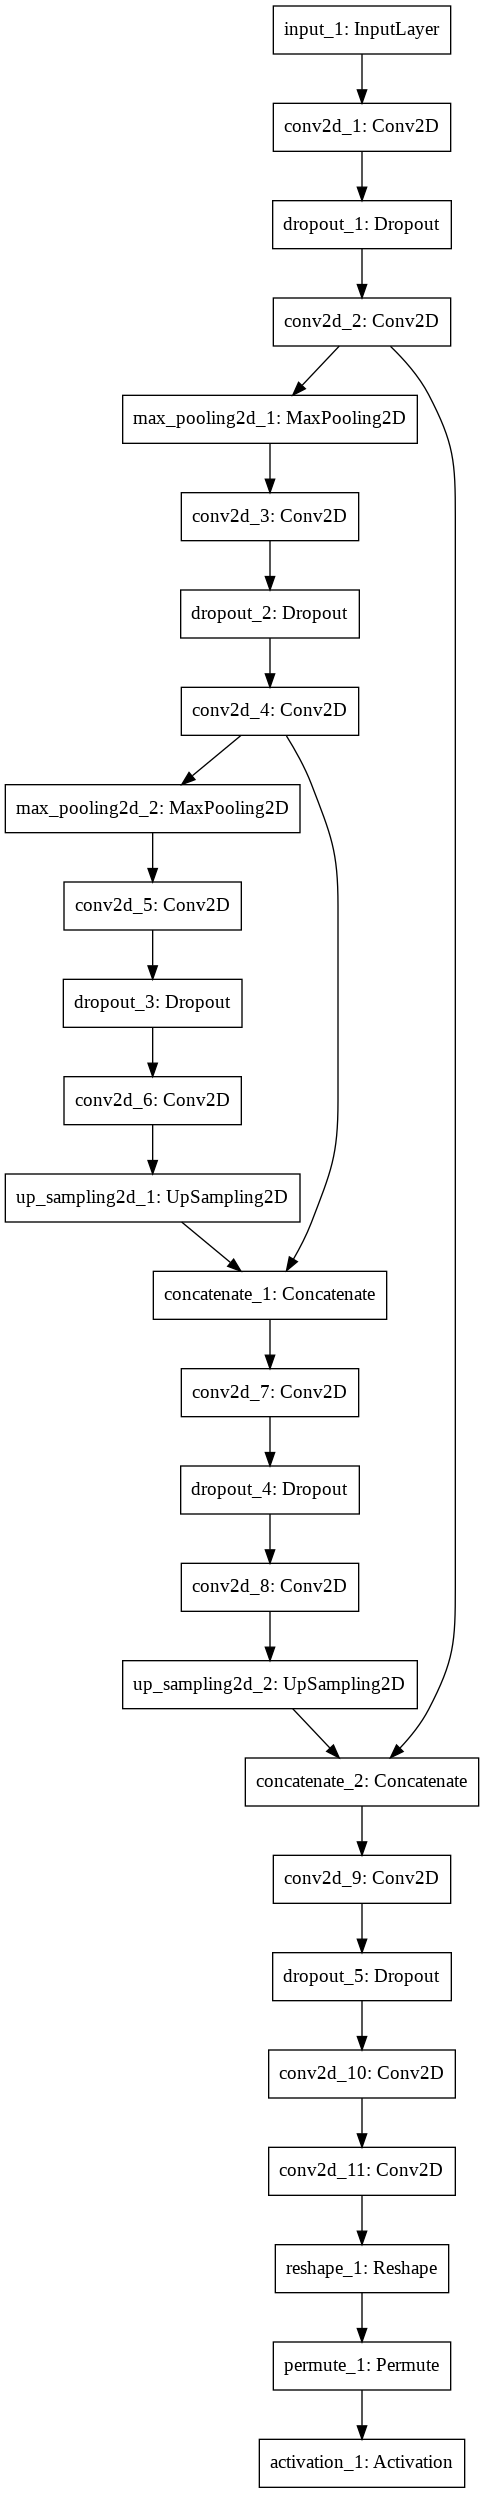 input_1: InputLayer
conv2d_1: Conv2D
dropout_1: Dropout
conv2d_2: Conv2D
max_pooling2d_1: MaxPooling2D
conv2d_3: Conv2D
dropout_2: Dropout
conv2d_4: Conv2D
max_pooling2d_2: MaxPooling2D
conv2d_5: Conv2D
dropout_3: Dropout
conv2d_6: Conv2D
up_sampling2d_1: UpSampling2D
concatenate_1: Concatenate
conv2d_7: Conv2D
dropout_4: Dropout
conv2d_8: Conv2D
up_sampling2d_2: UpSampling2D
concatenate_2: Concatenate
conv2d_9: Conv2D
dropout_5: Dropout
conv2d_10: Conv2D
conv2d_11: Conv2D
reshape_1: Reshape
permute_1: Permute
activation_1: Activation